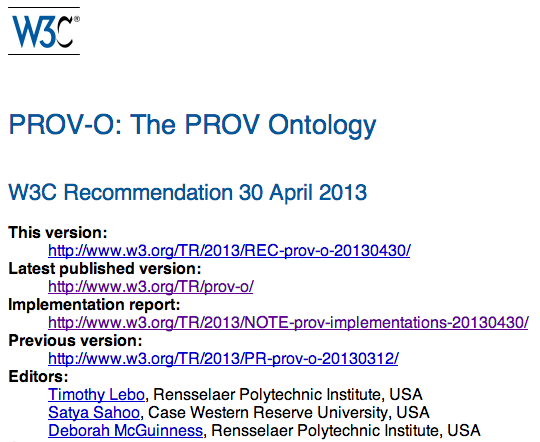 W3C®
PROV-O: The PROV Ontology
W3C Recommendation 30 April 2013
This version:
http://www.w3.org/TR/2013/REC-prov-o-20130430/
Latest published version:
http://www.w3.org/TR/prov-o/
Implementation report:
http://www.w3.org/TR/2013/NOTE-prov-implementations-20130430/
Previous version:
http://www.w3.org/TR/2013/PR-prov-o-20130312/
Editors:
Timothy Lebo, Rensselaer Polytechnic Institute, USA
Satya Sahoo, Case Western Reserve University, USA
Deborah McGuinness, Rensselaer Polytechnic Institute, USA